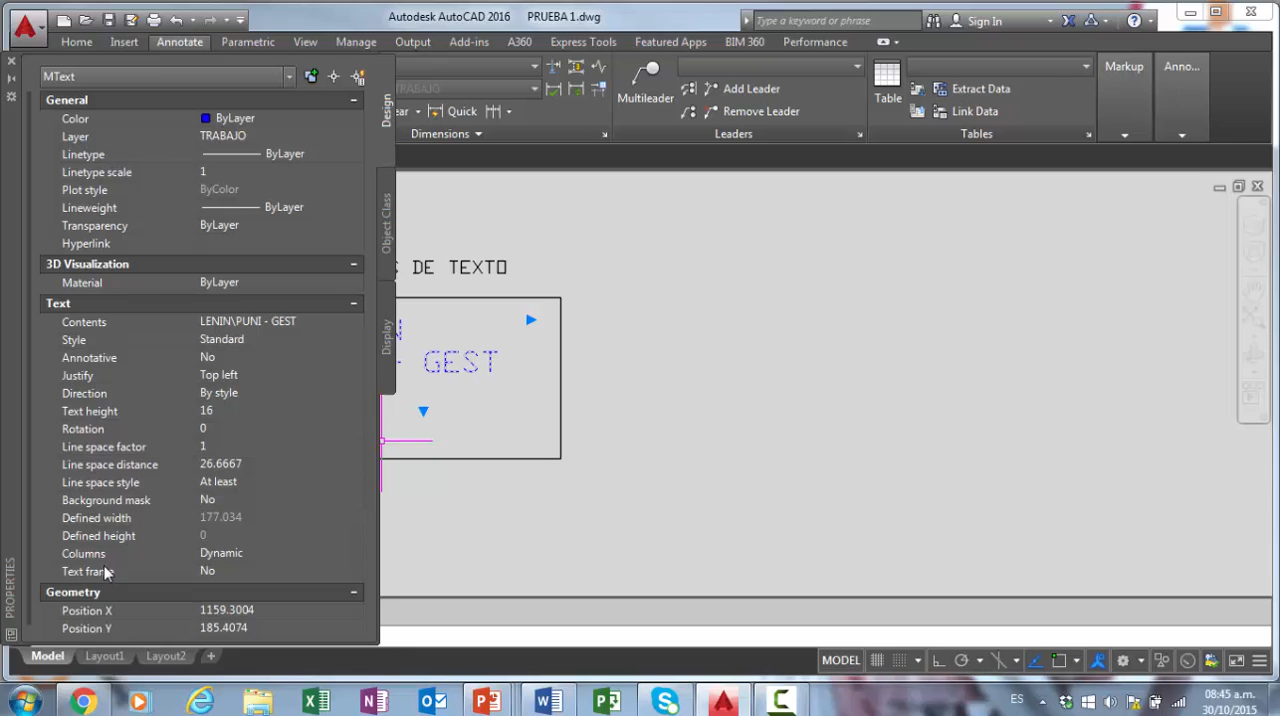 Autodesk AutoCAD 2018 PRUEBA 1.dwg
Type a keyword or phrase
Sign In
Home Insert Annotate Parametric View Manage Output Add-ins A360 Express Tools Featured Apps BIM 360 Performance
MText
General
Color ByLayer
Layer TRABAJO
Linetype ByLayer
Linetype scale 1
Plot style ByColor
Lineweight ByLayer
Transparency ByLayer
Hyperlink
3D Visualization
Material ByLayer
Text
Contents LENIN\PUNI - GEST
Style Standard
Annotative No
Justify Top left
Direction By style
Text height 16
Rotation 0
Line space factor 1
Line space distance 26.6667
Line space style At least
Background mask No
Defined width 177.034
Defined height 0
Columns Dynamic
Text frame No
Geometry
Position X 1159.3004
Position Y 185.4074
PROPERTIES
Design
Object Class
Display
TRABAJO
Quick
Dimensions
Multileader
Add Leader
Remove Leader
Leaders
Table
Extract Data
Link Data
Tables
Markup
Anno...
DE TEXTO
N
- GEST
Model Layout1 Layout2 +
MODEL
ES
08:45 a.m.
30/10/2015